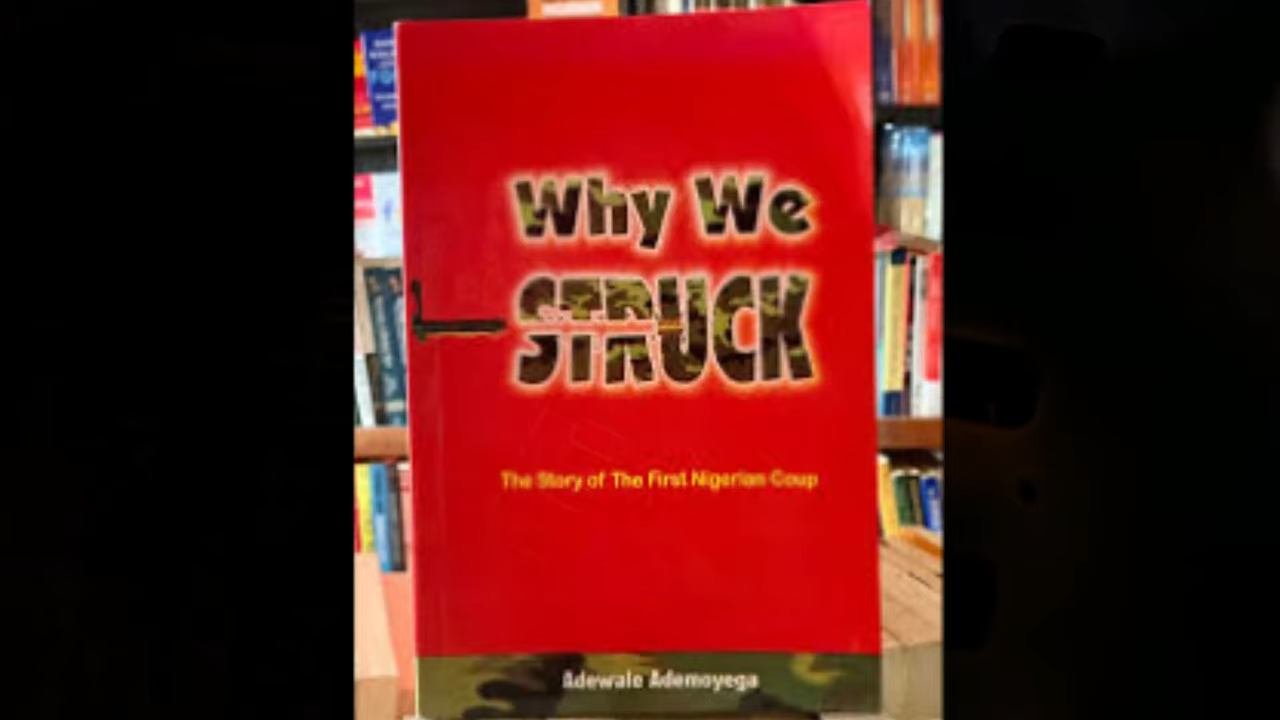 Why We
STRUCK
The Story of The First Nigerian Coup
Adewale Ademoyega